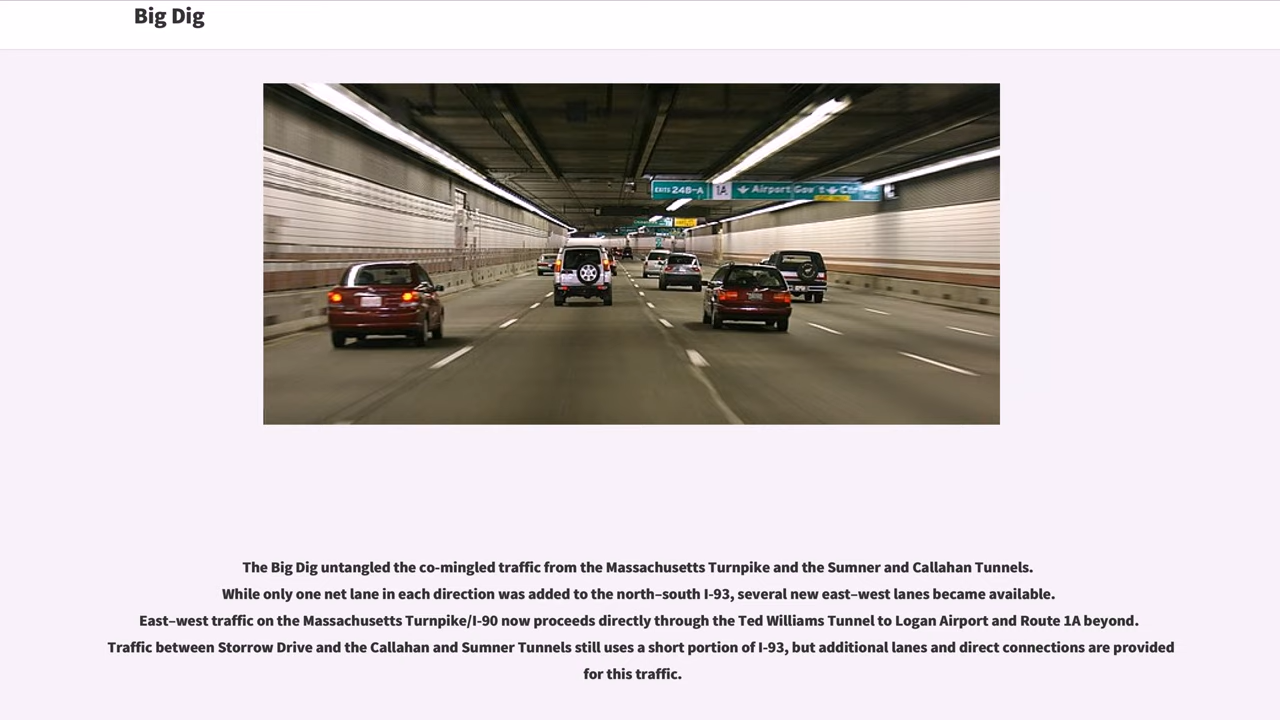 Big Dig
EXITS 24B-A 1A Airport Gov't Ctr
The Big Dig untangled the co-mingled traffic from the Massachusetts Turnpike and the Sumner and Callahan Tunnels.
While only one net lane in each direction was added to the north–south I-93, several new east–west lanes became available.
East–west traffic on the Massachusetts Turnpike/I-90 now proceeds directly through the Ted Williams Tunnel to Logan Airport and Route 1A beyond.
Traffic between Storrow Drive and the Callahan and Sumner Tunnels still uses a short portion of I-93, but additional lanes and direct connections are provided
for this traffic.